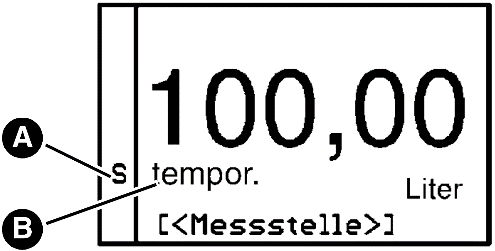 100,00
A
S tempor.
Liter
B
[<Messstelle>]